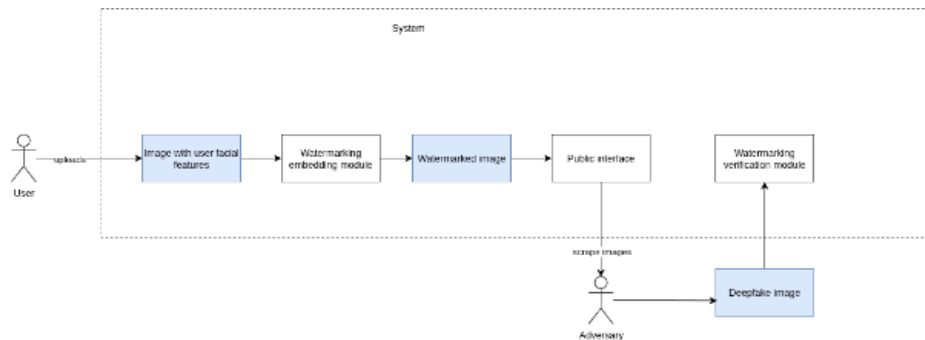 System
uploads
Image with user facial
features
Watermarking
embedding module
Watermarked image
Public interface
Watermarking
verification module
User
scrape images
Deepfake image
Adversary